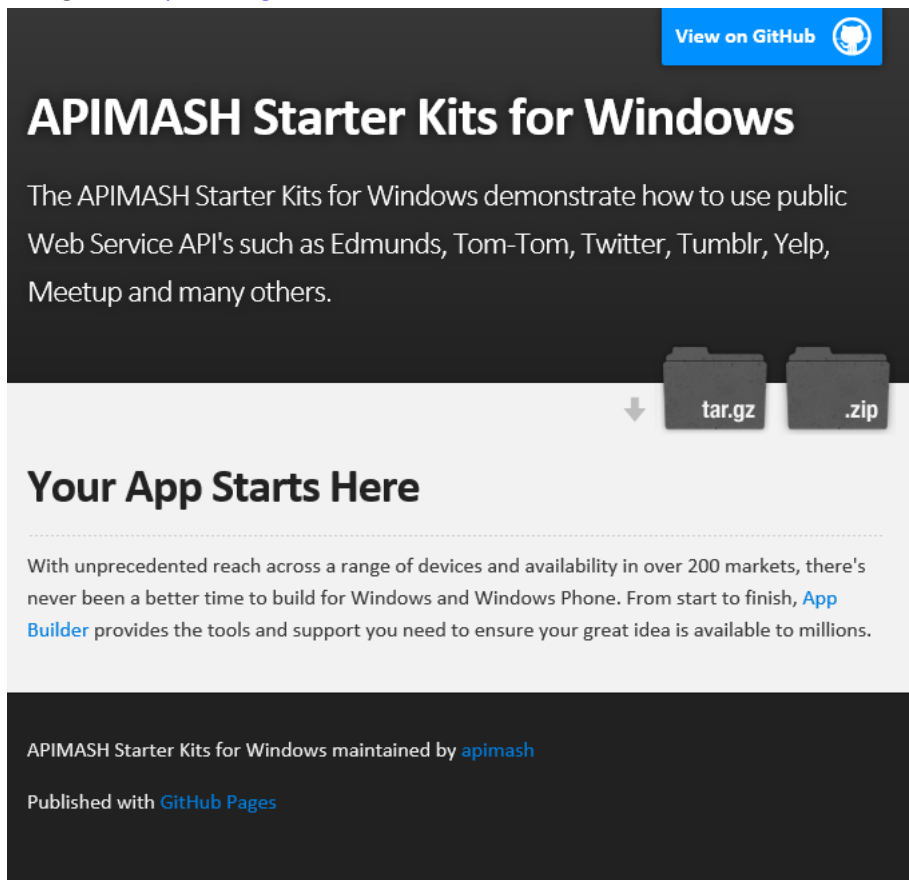 View on GitHub
APIMASH Starter Kits for Windows
The APIMASH Starter Kits for Windows demonstrate how to use public
Web Service API's such as Edmunds, Tom-Tom, Twitter, Tumblr, Yelp,
Meetup and many others.
tar.gz
.zip
Your App Starts Here
With unprecedented reach across a range of devices and availability in over 200 markets, there's
never been a better time to build for Windows and Windows Phone. From start to finish, App
Builder provides the tools and support you need to ensure your great idea is available to millions.
APIMASH Starter Kits for Windows maintained by apimash
Published with GitHub Pages